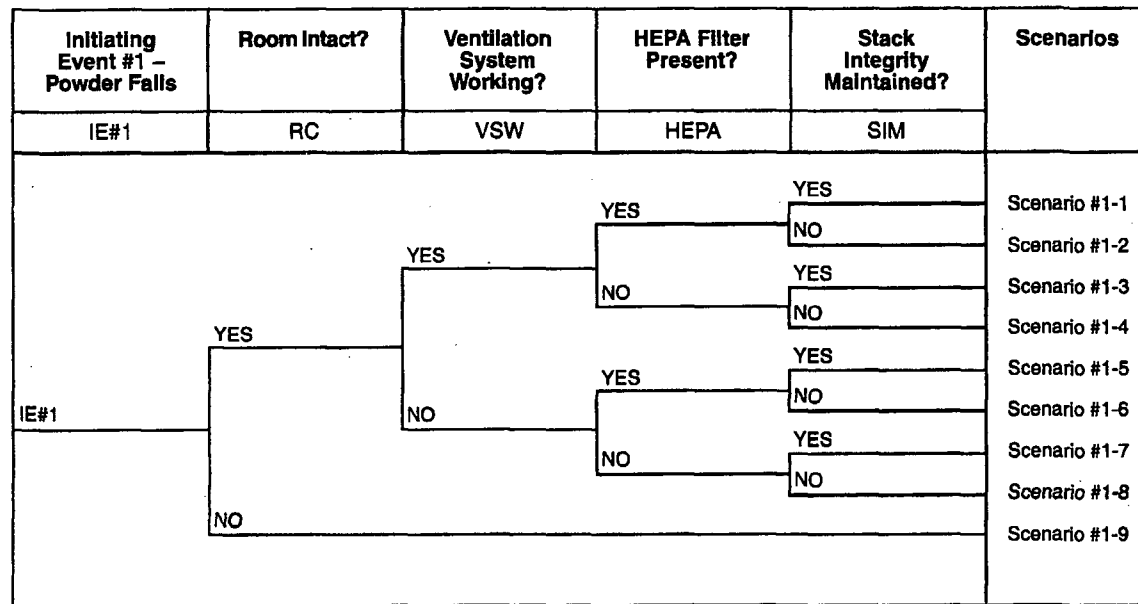 Initiating
Event #1 –
Powder Falls
Room Intact?
Ventilation
System
Working?
HEPA Filter
Present?
Stack
Integrity
Maintained?
Scenarios
IE#1
RC
VSW
HEPA
SIM
YES
Scenario #1-1
YES
NO
Scenario #1-2
YES
YES
Scenario #1-3
NO
NO
Scenario #1-4
YES
YES
Scenario #1-5
YES
NO
Scenario #1-6
IE#1
NO
YES
Scenario #1-7
NO
NO
Scenario #1-8
NO
Scenario #1-9